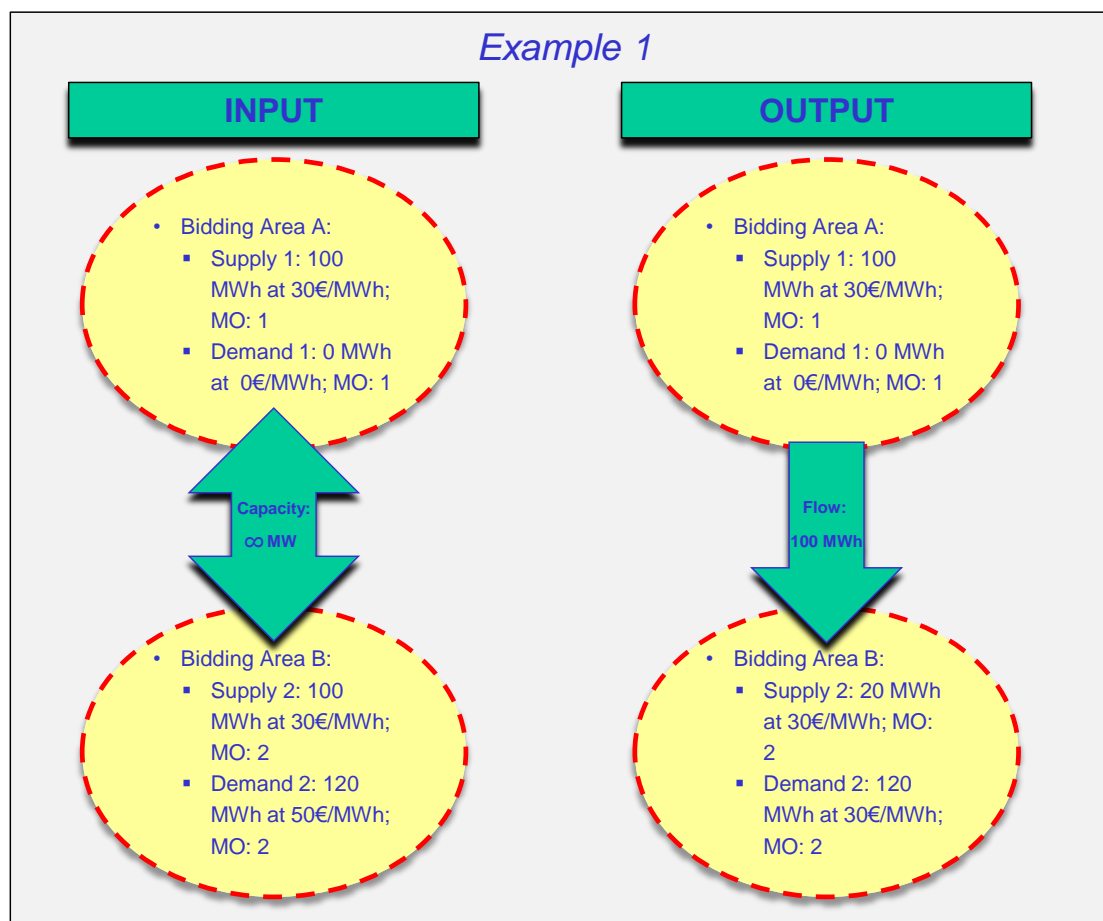 Example 1
INPUT
• Bidding Area A:
▪ Supply 1: 100
MWh at 30€/MWh;
MO: 1
▪ Demand 1: 0 MWh
at 0€/MWh; MO: 1
Capacity:
∞ MW
• Bidding Area B:
▪ Supply 2: 100
MWh at 30€/MWh;
MO: 2
▪ Demand 2: 120
MWh at 50€/MWh;
MO: 2
OUTPUT
• Bidding Area A:
▪ Supply 1: 100
MWh at 30€/MWh;
MO: 1
▪ Demand 1: 0 MWh
at 0€/MWh; MO: 1
Flow:
100 MWh
• Bidding Area B:
▪ Supply 2: 20 MWh
at 30€/MWh; MO:
2
▪ Demand 2: 120
MWh at 30€/MWh;
MO: 2